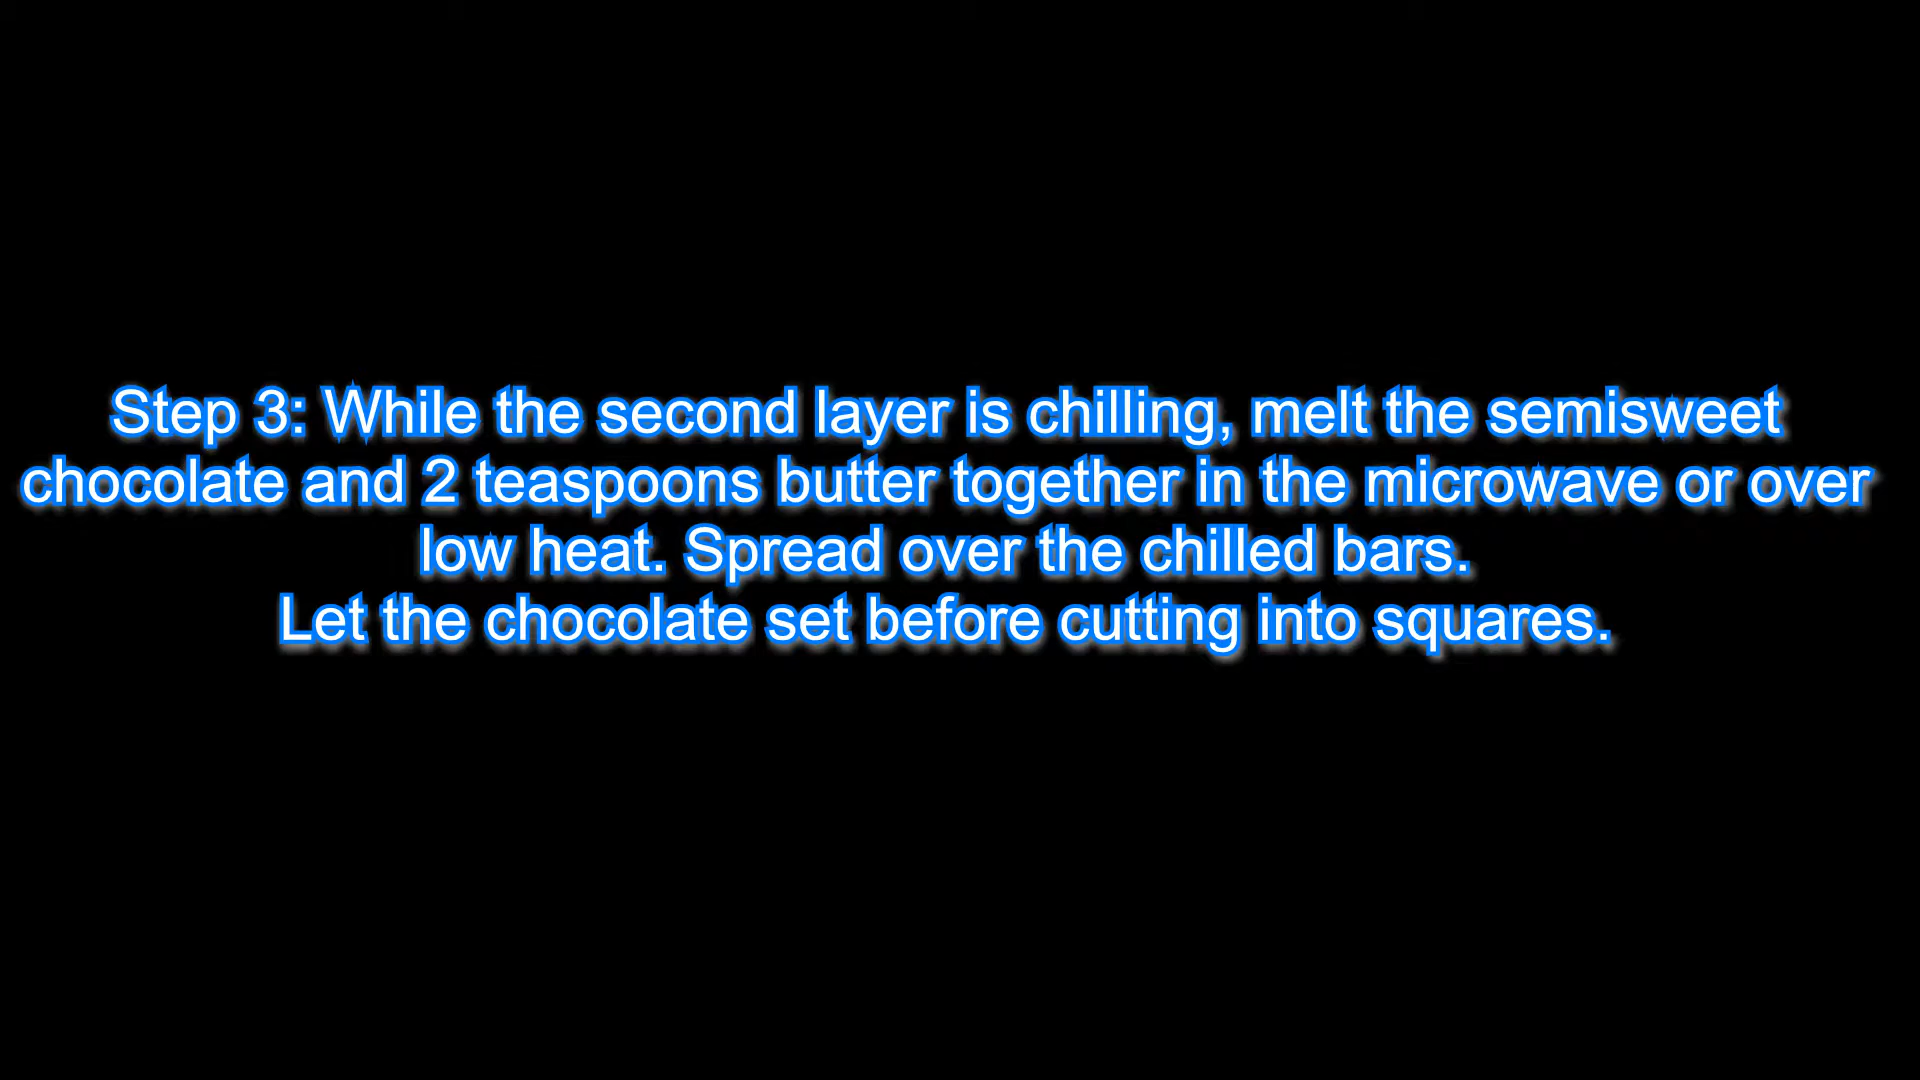 Step 3: While the second layer is chilling, melt the semisweet
chocolate and 2 teaspoons butter together in the microwave or over
low heat. Spread over the chilled bars.
Let the chocolate set before cutting into squares.